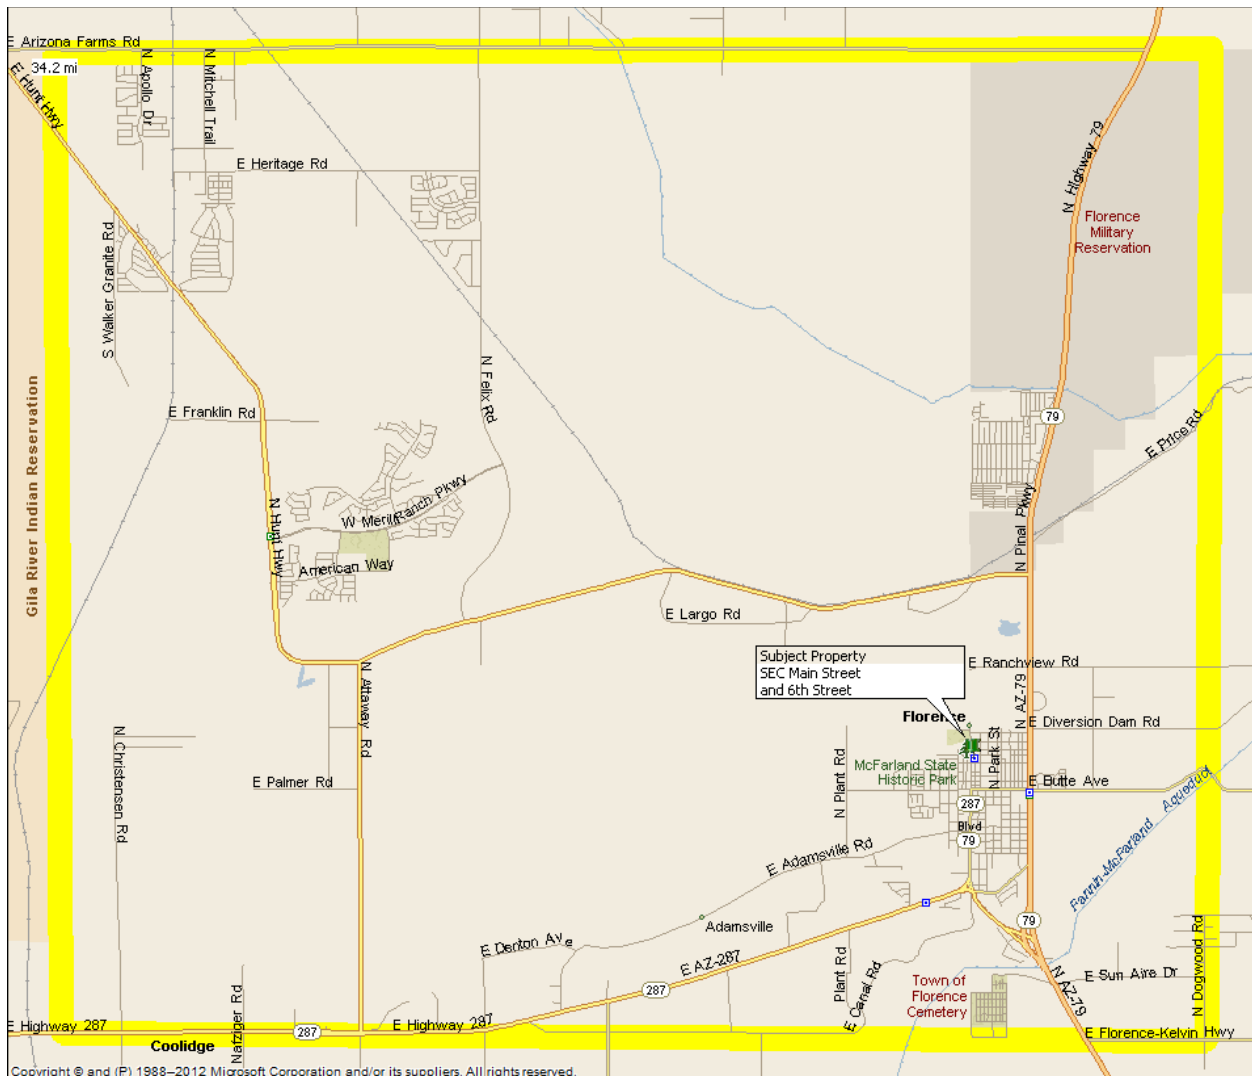 E Arizona Farms Rd
34.2 mi
E Hunt Hwy
N Apollo Dr
N Mitchell Trail
E Heritage Rd
N Highway 79
Florence
Military
Reservation
S Walker Granite Rd
N Felix Rd
Gila River Indian Reservation
E Franklin Rd
79
E Price Rd
W Merill Ranch Pkwy
N Hunt Hwy
American Way
N Pinal Pkwy
E Largo Rd
Subject Property
SEC Main Street
and 6th Street
E Ranchview Rd
N Attaway Rd
N AZ-79
Florence
E Diversion Dam Rd
N Christensen Rd
N Plant Rd
McFarland State
Historic Park
N Park St
E Palmer Rd
E Butte Ave
287
Blvd
79
Fannin-McFarland Aqueduct
E Adamsville Rd
Adamsville
79
E Denton Ave
E AZ-287
287
Plant Rd
E Canal Rd
Town of
Florence
Cemetery
N AZ-79
E Sun Aire Dr
N Dogwood Rd
E Highway 287
Natziger Rd
287
E Highway 287
Coolidge
E Florence-Kelvin Hwy
Copyright © and (P) 1988–2012 Microsoft Corporation and/or its suppliers. All rights reserved.